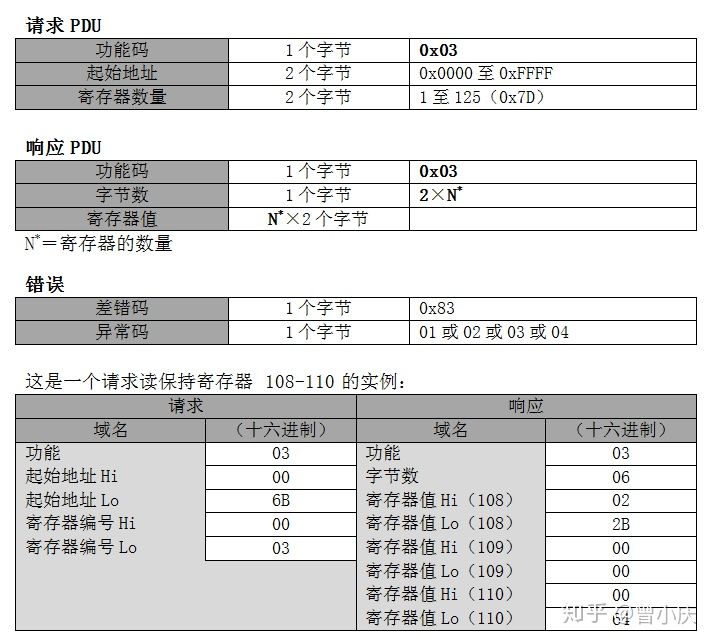 请求 PDU
功能码 1 个字节 0x03
起始地址 2 个字节 0x0000 至 0xFFFF
寄存器数量 2 个字节 1 至 125（0x7D）
响应 PDU
功能码 1 个字节 0x03
字节数 1 个字节 2×N*
寄存器值 N*×2 个字节
N*＝寄存器的数量
错误
差错码 1 个字节 0x83
异常码 1 个字节 01 或 02 或 03 或 04
这是一个请求读保持寄存器 108-110 的实例：
请求 响应
域名 （十六进制） 域名 （十六进制）
功能 03 功能 03
起始地址 Hi 00 字节数 06
起始地址 Lo 6B 寄存器值 Hi（108） 02
寄存器编号 Hi 00 寄存器值 Lo（108） 2B
寄存器编号 Lo 03 寄存器值 Hi（109） 00
寄存器值 Lo（109） 00
寄存器值 Hi（110） 00
寄存器值 Lo（110） 64
知乎 @曾小庆